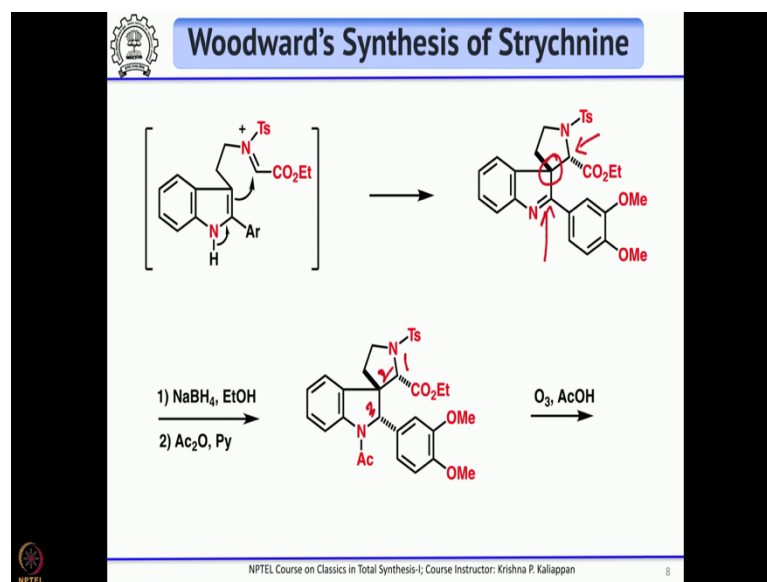 Woodward's Synthesis of Strychnine
+
Ts
N
CO2Et
N
H
Ar
Ts
N
CO2Et
N
OMe
OMe
1) NaBH4, EtOH
2) Ac2O, Py
Ts
N
CO2Et
N
Ac
OMe
OMe
O3, AcOH
NPTEL
NPTEL Course on Classics in Total Synthesis-I; Course Instructor: Krishna P. Kaliappan
8